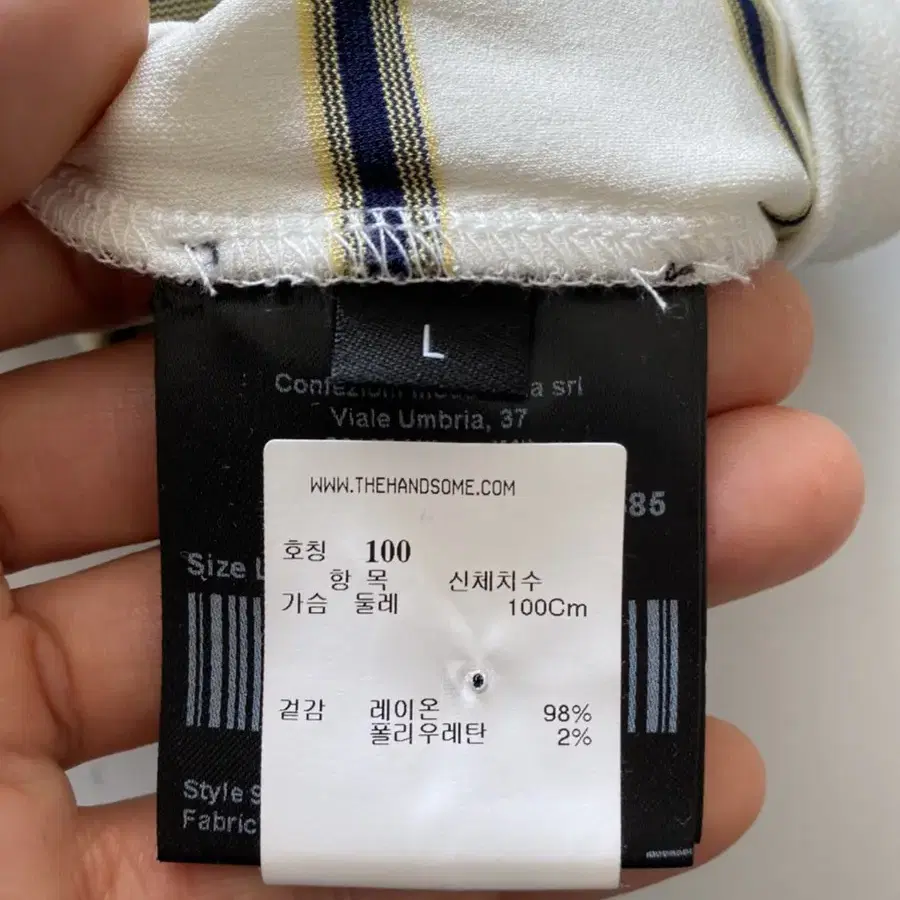 L
srl
Viale Umbria, 37
WWW.THEHANDSOME.COM
85
호칭 100
Size L
항 목 신체치수
가슴 둘레 100Cm
겉감 레이온 98%
폴리우레탄 2%
Style
Fabric